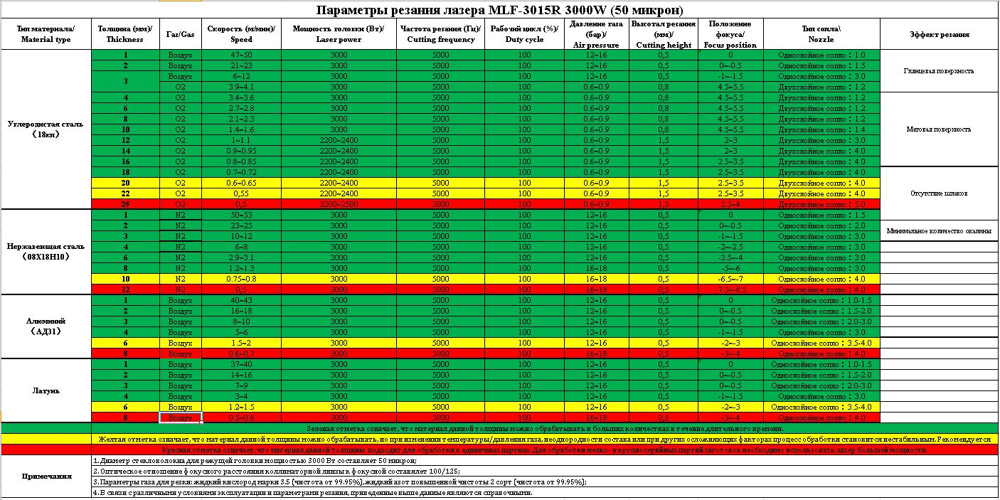 Параметры резания лазера MLF-3015R 3000W (50 микрон)
Тип материала/ Material type | Толщина (мм)/ Thickness | Газ/Gas | Скорость (м/мин)/ Speed | Мощность головки (Вт)/ Laser power | Частота резания (Гц)/ Cutting frequency | Рабочий цикл (%)/ Duty cycle | Давление газа (бар)/ Air pressure | Высотал резания (мм)/ Cutting height | Положение фокуса/ Focus position | Тип сопла\ Nozzle | Эффект резания
Углеродистая сталь (18кп)
1 | Воздух | 47~50 | 3000 | 5000 | 100 | 12~16 | 0,5 | 0 | Однослойное сопло：1.0
2 | Воздух | 21~23 | 3000 | 5000 | 100 | 12~16 | 0,5 | 0~-0.5 | Однослойное сопло：1.5
3 | Воздух | 6~12 | 3000 | 5000 | 100 | 12~16 | 0,5 | -1~-1.5 | Однослойное сопло：3.0
O2 | 3.9~4.1 | 3000 | 5000 | 100 | 0.6~0.9 | 0,8 | 4.5~5.5 | Двухслойное сопло：1.2
Глянцевая поверхность
4 | O2 | 3.4~3.6 | 3000 | 5000 | 100 | 0.6~0.9 | 0,8 | 4.5~5.5 | Двухслойное сопло：1.2
6 | O2 | 2.7~2.8 | 3000 | 5000 | 100 | 0.6~0.9 | 0,8 | 4.5~5.5 | Двухслойное сопло：1.2
8 | O2 | 2.1~2.3 | 3000 | 5000 | 100 | 0.6~0.9 | 0,8 | 4.5~5.5 | Двухслойное сопло：1.2
10 | O2 | 1.4~1.6 | 3000 | 5000 | 100 | 0.6~0.9 | 0,8 | 4.5~5.5 | Двухслойное сопло：1.4
12 | O2 | 1~1.1 | 2200~2400 | 5000 | 100 | 0.6~0.9 | 1,5 | 2~3 | Двухслойное сопло：3.0
14 | O2 | 0.9~0.95 | 2200~2400 | 5000 | 100 | 0.6~0.9 | 1,5 | 2~3 | Двухслойное сопло：4.0
16 | O2 | 0.8~0.85 | 2200~2400 | 5000 | 100 | 0.6~0.9 | 1,5 | 2.5~3.5 | Двухслойное сопло：4.0
Матовая поверхность
18 | O2 | 0.7~0.72 | 2200~2400 | 5000 | 100 | 0.6~0.9 | 1,5 | 2.5~3.5 | Двухслойное сопло：4.0
20 | O2 | 0.6~0.65 | 2200~2400 | 5000 | 100 | 0.6~0.9 | 1,5 | 2.5~3.5 | Двухслойное сопло：4.0
22 | O2 | 0,55 | 2200~2400 | 5000 | 100 | 0.6~0.9 | 1,5 | 2.5~3.5 | Двухслойное сопло：4.0
25 | O2 | 0,5 | 2200~2500 | 5000 | 100 | 0.6~0.9 | 1,5 | 2.5~4 | Двухслойное сопло：5.0
Отсутствие шлаков
Нержавеющая сталь (08Х18Н10)
1 | N2 | 50~53 | 3000 | 5000 | 100 | 12~16 | 0,5 | 0 | Однослойное сопло：1.5
2 | N2 | 23~25 | 3000 | 5000 | 100 | 12~16 | 0,5 | 0~-0.5 | Однослойное сопло：2.0
3 | N2 | 10~12 | 3000 | 5000 | 100 | 12~16 | 0,5 | -1~-1.5 | Однослойное сопло：3.0
Минимальное количество окалины
4 | N2 | 6~8 | 3000 | 5000 | 100 | 12~16 | 0,5 | -2~-2.5 | Однослойное сопло：3.0
6 | N2 | 2.9~3.1 | 3000 | 5000 | 100 | 12~16 | 0,5 | -3.5~-4 | Однослойное сопло：3.0
8 | N2 | 1.2~1.3 | 3000 | 5000 | 100 | 16~18 | 0,5 | -5~-6 | Однослойное сопло：3.0
10 | N2 | 0.75~0.8 | 3000 | 5000 | 100 | 16~18 | 0,5 | -6.5~-7 | Однослойное сопло：4.0
12 | N2 | 0,5 | 3000 | 5000 | 100 | 16~18 | 0,5 | -7.5~-8.5 | Однослойное сопло：4.0
Алюминий (АД31)
1 | Воздух | 40~43 | 3000 | 5000 | 100 | 12~16 | 0,5 | 0 | Однослойное сопло：1.0-1.5
2 | Воздух | 16~18 | 3000 | 5000 | 100 | 12~16 | 0,5 | 0~-0.5 | Однослойное сопло：1.5-2.0
3 | Воздух | 8~10 | 3000 | 5000 | 100 | 12~16 | 0,5 | 0~-0.5 | Однослойное сопло：2.0-3.0
4 | Воздух | 5~6 | 3000 | 5000 | 100 | 12~16 | 0,5 | -1~-1.5 | Однослойное сопло：3.0
6 | Воздух | 1.5~2 | 3000 | 5000 | 100 | 12~16 | 0,5 | -2~-3 | Однослойное сопло：3.5-4.0
8 | Воздух | 0.6~0.7 | 3000 | 5000 | 100 | 16~18 | 0,5 | -3~-4 | Однослойное сопло：4.0
Латунь
1 | Воздух | 37~40 | 3000 | 5000 | 100 | 12~16 | 0,5 | 0 | Однослойное сопло：1.0-1.5
2 | Воздух | 14~16 | 3000 | 5000 | 100 | 12~16 | 0,5 | 0~-0.5 | Однослойное сопло：1.5-2.0
3 | Воздух | 7~9 | 3000 | 5000 | 100 | 12~16 | 0,5 | 0~-0.5 | Однослойное сопло：2.0-3.0
4 | Воздух | 3~4 | 3000 | 5000 | 100 | 12~16 | 0,5 | -1~-1.5 | Однослойное сопло：3.0
6 | Воздух | 1.2~1.5 | 3000 | 5000 | 100 | 12~16 | 0,5 | -2~-3 | Однослойное сопло：3.5-4.0
8 | Воздух | 0.5~0.6 | 3000 | 5000 | 100 | 16~18 | 0,5 | -3~-4 | Однослойное сопло：4.0
Зеленая отметка означает, что материал данной толщины можно обрабатывать в больших количествах в течение длительного времени.
Желтая отметка означает, что материал данной толщины можно обрабатывать, но при изменении температуры/давления газа, неоднородности состава или при других осложняющих факторах процесс обработки становится нестабильным. Рекомендуется
Красная отметка означает, что материал данной толщины подходит для обработки в единичных партиях. Для обработки мелко- и крупносерийных партий заготовок необходимо использовать лазер большей мощности.
Примечания
1. Диаметр стекловолокна для режущей головки мощностью 3000 Вт составляет 50 микрон;
2. Оптическое отношение фокусного расстояния коллиматорной линзы к фокусной составялет 100/125;
3. Параметры газа для резки: жидкий кислород марки 3.5 (чистота от 99.95%), жидкий азот повышенной чистоты 2 сорт (чистота от 99.95%);
4. В связи с различными условиями эксплуатации и параметрами резания, приведенные выше данные являются справочными.